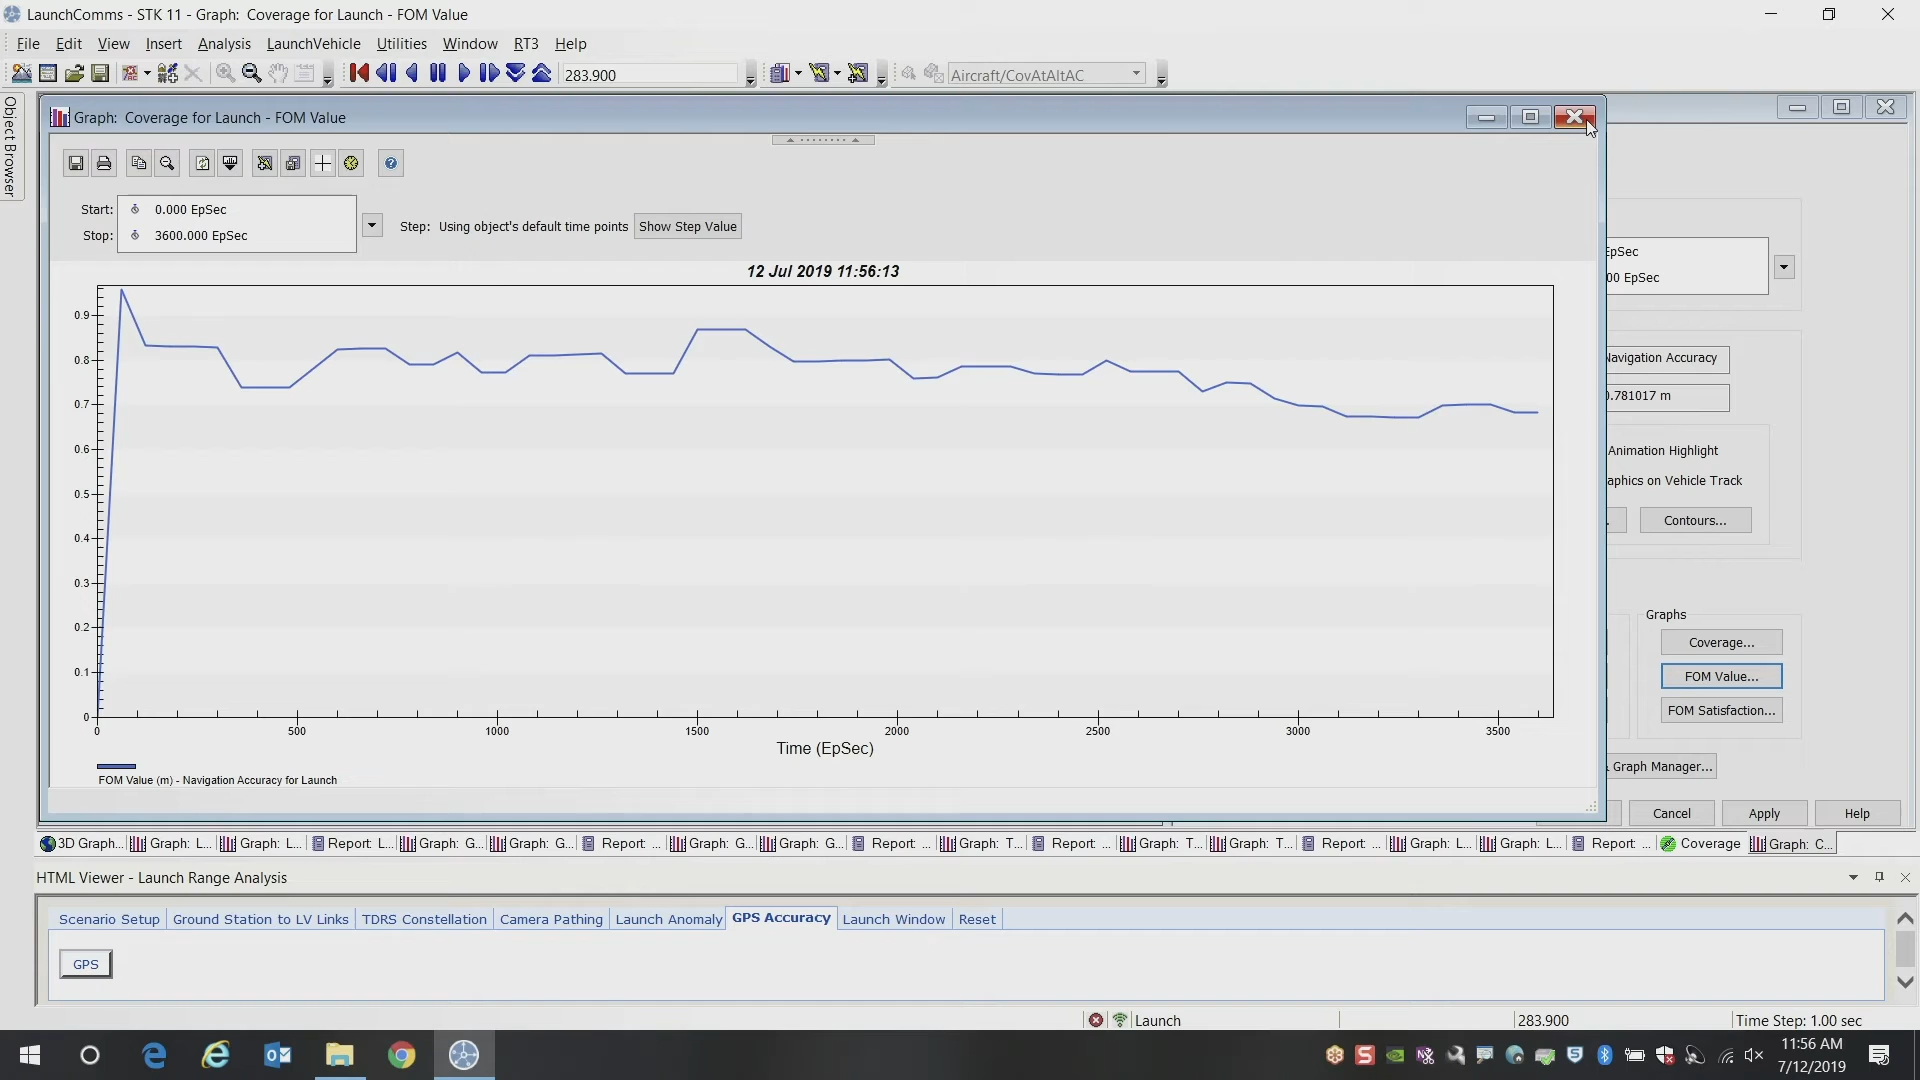 LaunchComms - STK 11 - Graph:  Coverage for Launch - FOM Value
File Edit View Insert Analysis LaunchVehicle Utilities Window RT3 Help
283.900 Aircraft/CovAtAltAC
Object Browser
Graph:  Coverage for Launch - FOM Value
Start: 0.000 EpSec
Stop: 3600.000 EpSec
Step: Using object's default time points Show Step Value
12 Jul 2019 11:56:13
0.9
0.8
0.7
0.6
0.5
0.4
0.3
0.2
0.1
0
0 500 1000 1500 2000 2500 3000 3500
Time (EpSec)
FOM Value (m) - Navigation Accuracy for Launch
EpSec
00 EpSec
Navigation Accuracy
0.781017 m
Animation Highlight
aphics on Vehicle Track
Contours...
Graphs
Coverage...
FOM Value...
FOM Satisfaction...
& Graph Manager...
Cancel Apply Help
3D Graph... Graph: L... Graph: L... Report: L... Graph: G... Graph: G... Report: ... Graph: G... Graph: G... Report: ... Graph: T... Report: ... Graph: T... Graph: T... Report: ... Graph: L... Graph: L... Report: ... Coverage Graph: C...
HTML Viewer - Launch Range Analysis
Scenario Setup Ground Station to LV Links TDRS Constellation Camera Pathing Launch Anomaly GPS Accuracy Launch Window Reset
GPS
Launch 283.900 Time Step: 1.00 sec
11:56 AM
7/12/2019